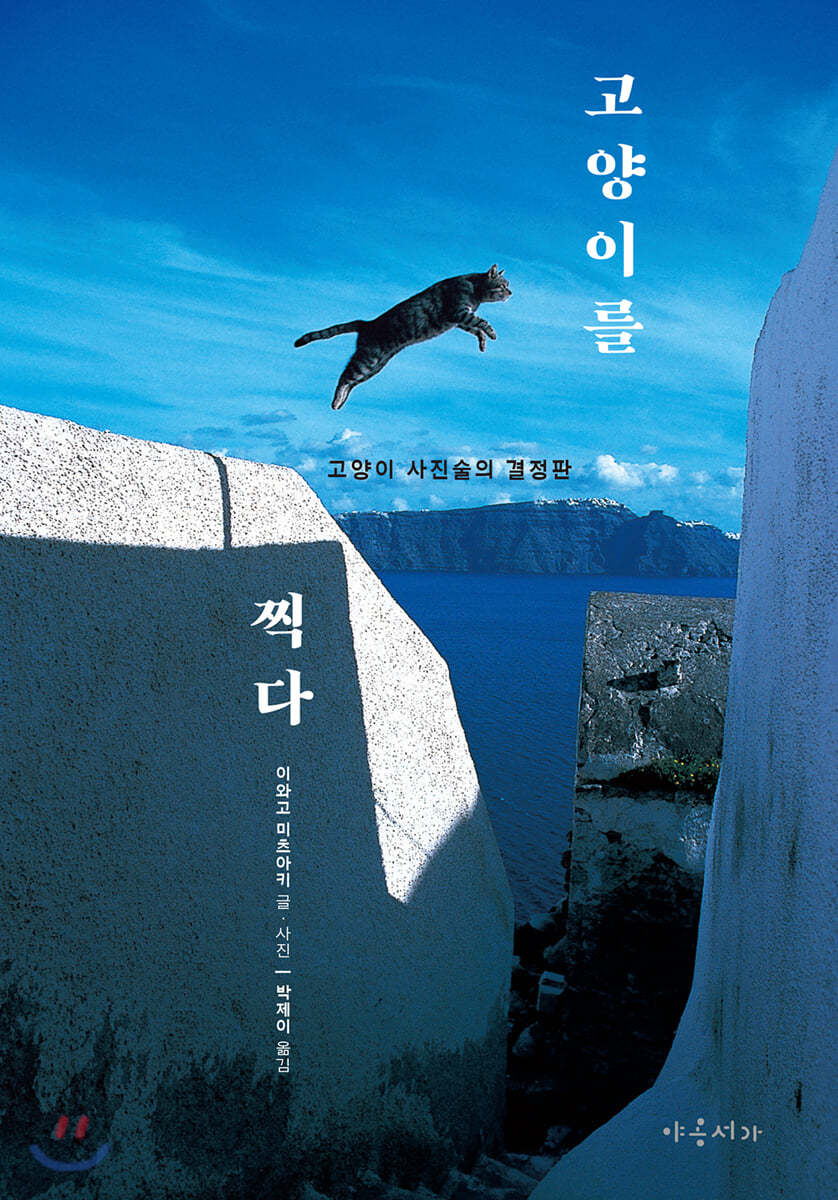 고양이를
고양이 사진술의 결정판
찍다
이와고 미츠아키 글·사진 ㅡ 박제이 옮김
야옹서가